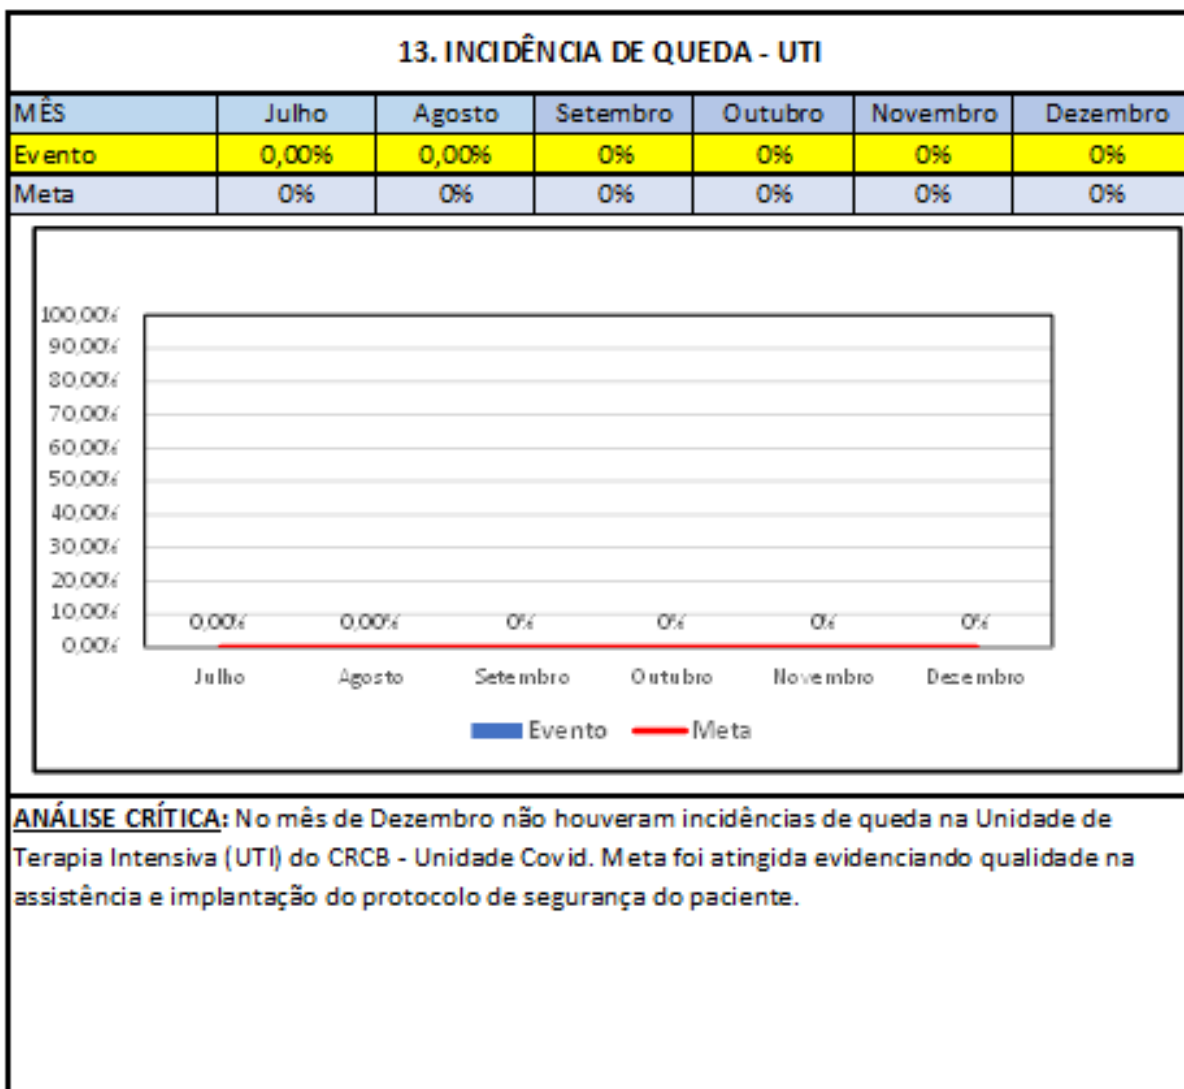 13. INCIDÊNCIA DE QUEDA - UTI
MÊS Julho Agosto Setembro Outubro Novembro Dezembro
Evento 0,00% 0,00% 0% 0% 0% 0%
Meta 0% 0% 0% 0% 0% 0%
100,00%
90,00%
80,00%
70,00%
60,00%
50,00%
40,00%
30,00%
20,00%
10,00%
0,00%
0,00% 0,00% 0% 0% 0% 0%
Julho Agosto Setembro Outubro Novembro Dezembro
Evento Meta
ANÁLISE CRÍTICA: No mês de Dezembro não houveram incidências de queda na Unidade de
Terapia Intensiva (UTI) do CRCB - Unidade Covid. Meta foi atingida evidenciando qualidade na
assistência e implantação do protocolo de segurança do paciente.